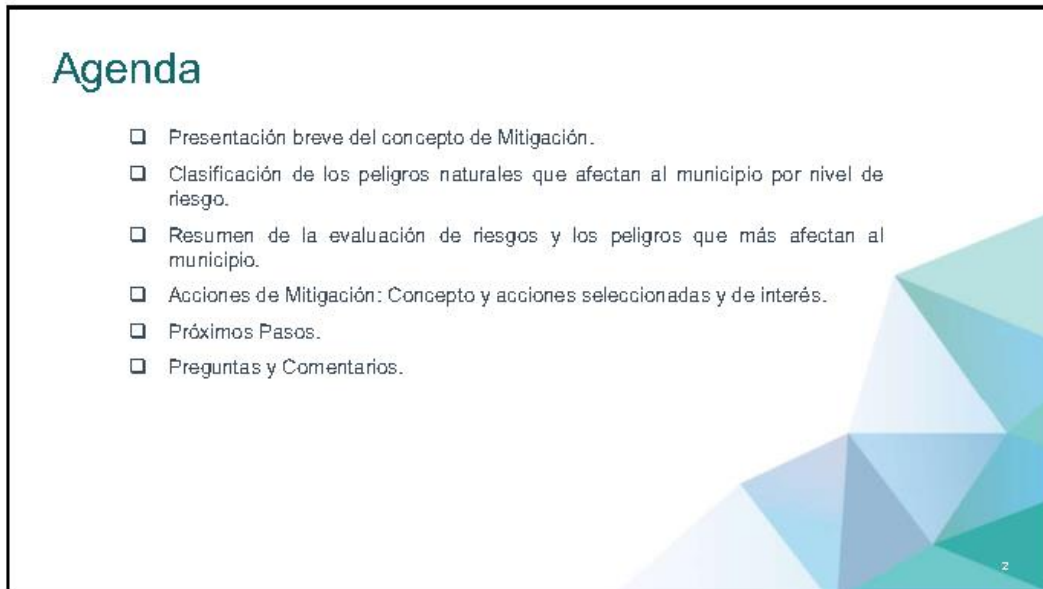 Agenda
❑ Presentación breve del concepto de Mitigación.
❑ Clasificación de los peligros naturales que afectan al municipio por nivel de
riesgo.
❑ Resumen de la evaluación de riesgos y los peligros que más afectan al
municipio.
❑ Acciones de Mitigación: Concepto y acciones seleccionadas y de interés.
❑ Próximos Pasos.
❑ Preguntas y Comentarios.
2